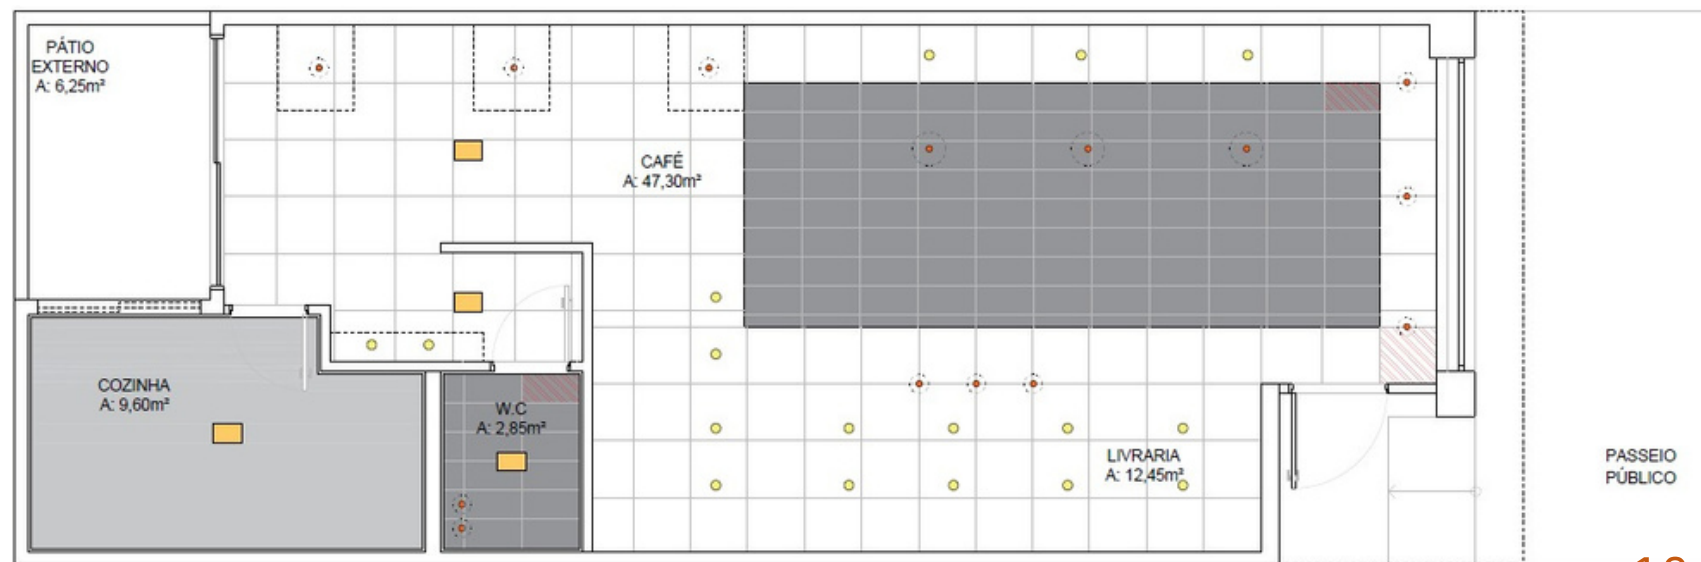 PÁTIO
EXTERNO
A: 6,25m²
CAFÉ
A: 47,30m²
COZINHA
A: 9,60m²
W.C
A: 2,85m²
LIVRARIA
A: 12,45m²
PASSEIO
PÚBLICO